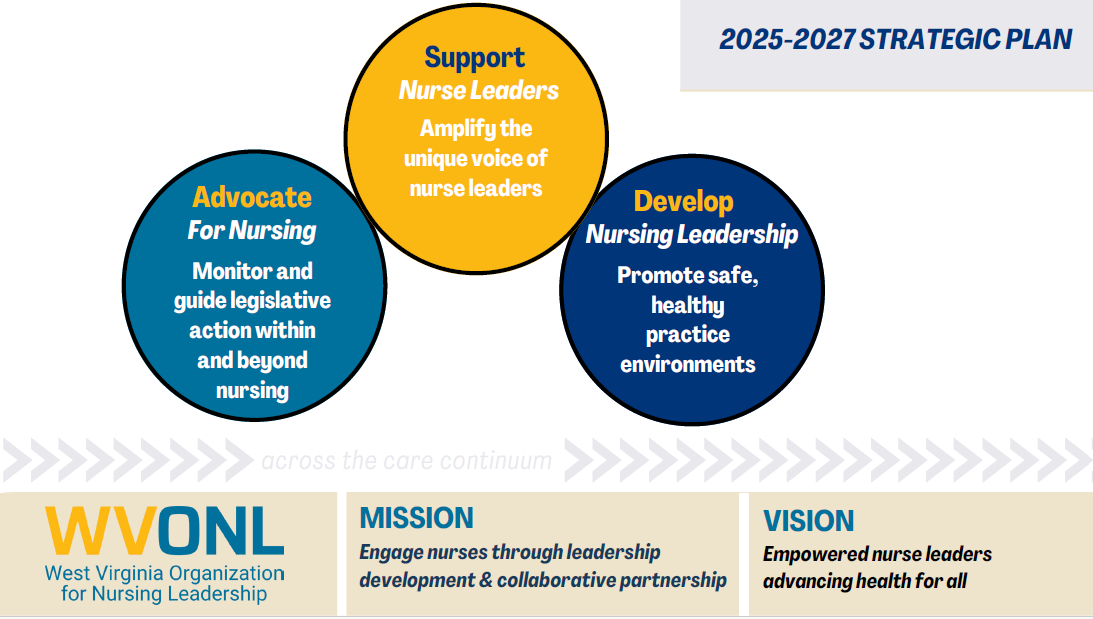 2025-2027 STRATEGIC PLAN
Support
Nurse Leaders
Amplify the
unique voice of
nurse leaders
Advocate
For Nursing
Monitor and
guide legislative
action within
and beyond
nursing
Develop
Nursing Leadership
Promote safe,
healthy
practice
environments
across the care continuum
WVONL
West Virginia Organization
for Nursing Leadership
MISSION
Engage nurses through leadership
development & collaborative partnership
VISION
Empowered nurse leaders
advancing health for all